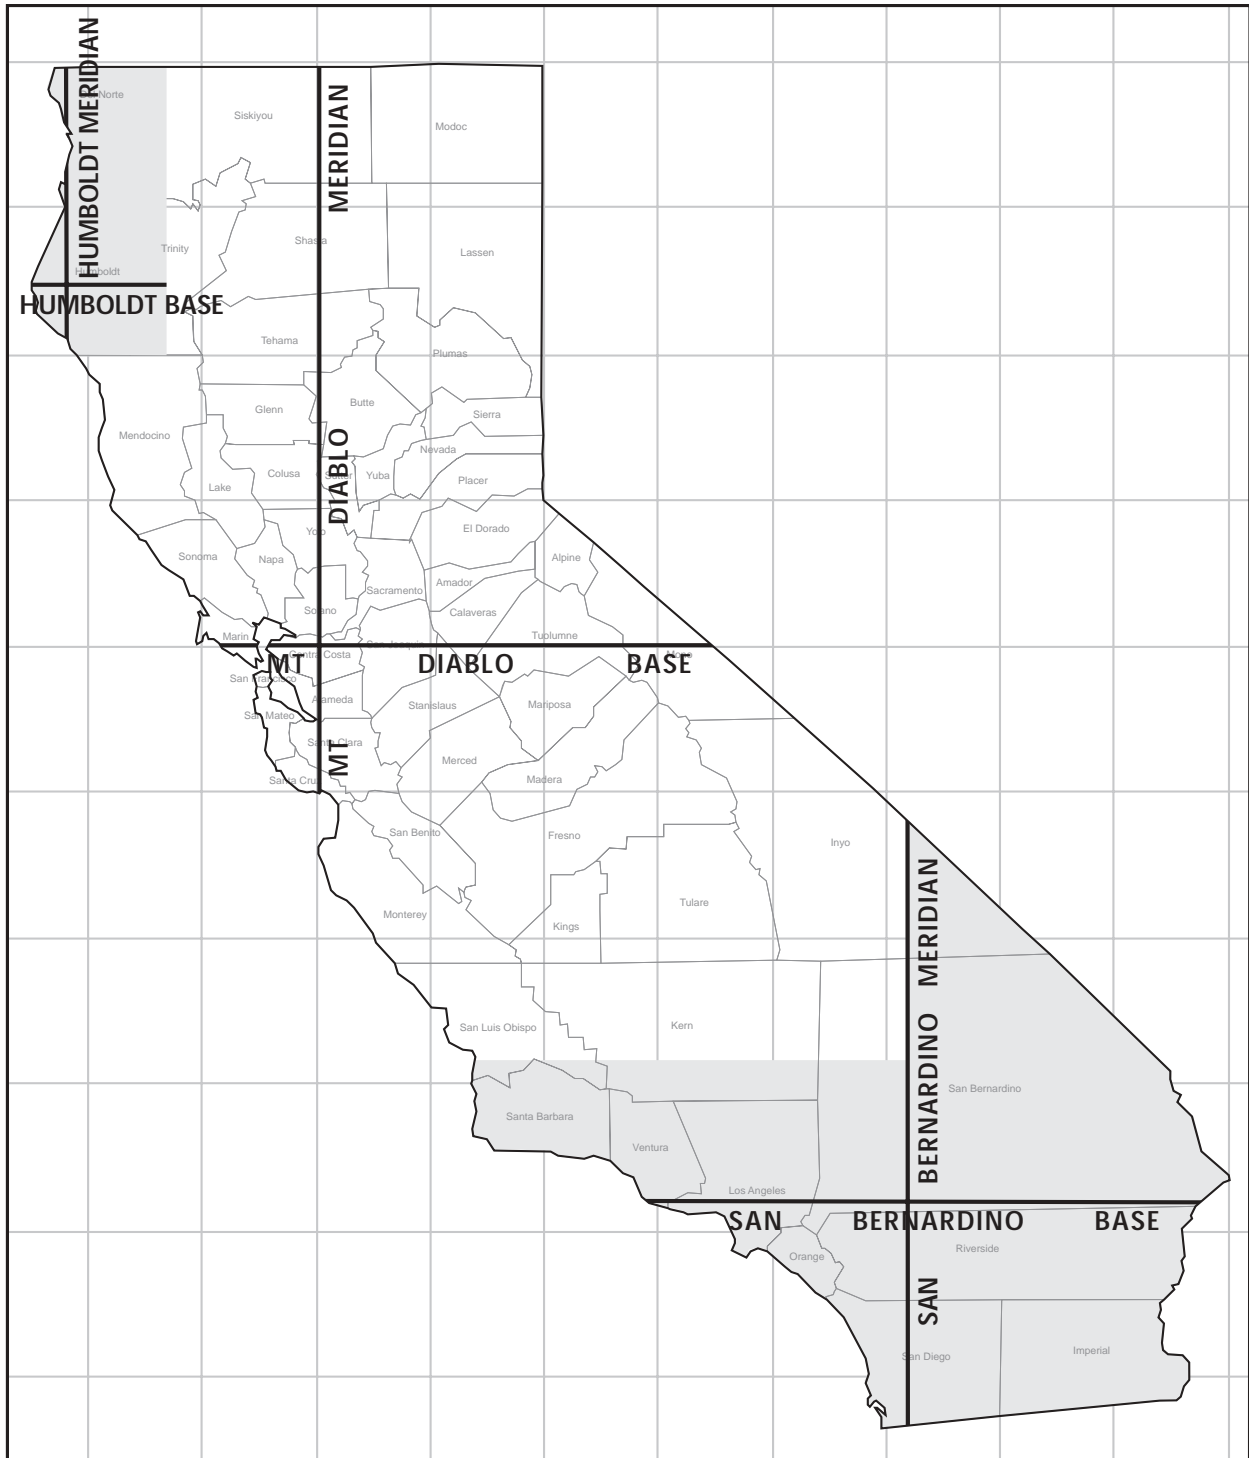 HUMBOLDT MERIDIAN
Del Norte
Siskiyou
MERIDIAN
Modoc
Trinity
Shasta
Lassen
Humboldt
HUMBOLDT BASE
Tehama
Plumas
Glenn
Butte
Sierra
Mendocino
DIABLO
Nevada
Lake
Colusa
Sutter
Yuba
Placer
Yolo
El Dorado
Sonoma
Napa
Alpine
Sacramento
Amador
Solano
Calaveras
Marin
Tuolumne
San Joaquin
Contra Costa
Mono
MT DIABLO BASE
San Francisco
Alameda
Stanislaus
Mariposa
San Mateo
Santa Clara
MT
Merced
Santa Cruz
Madera
San Benito
Fresno
Inyo
MERIDIAN
Monterey
Kings
Tulare
San Luis Obispo
Kern
BERNARDINO
San Bernardino
Santa Barbara
Ventura
Los Angeles
SAN BERNARDINO BASE
Orange
Riverside
SAN
San Diego
Imperial